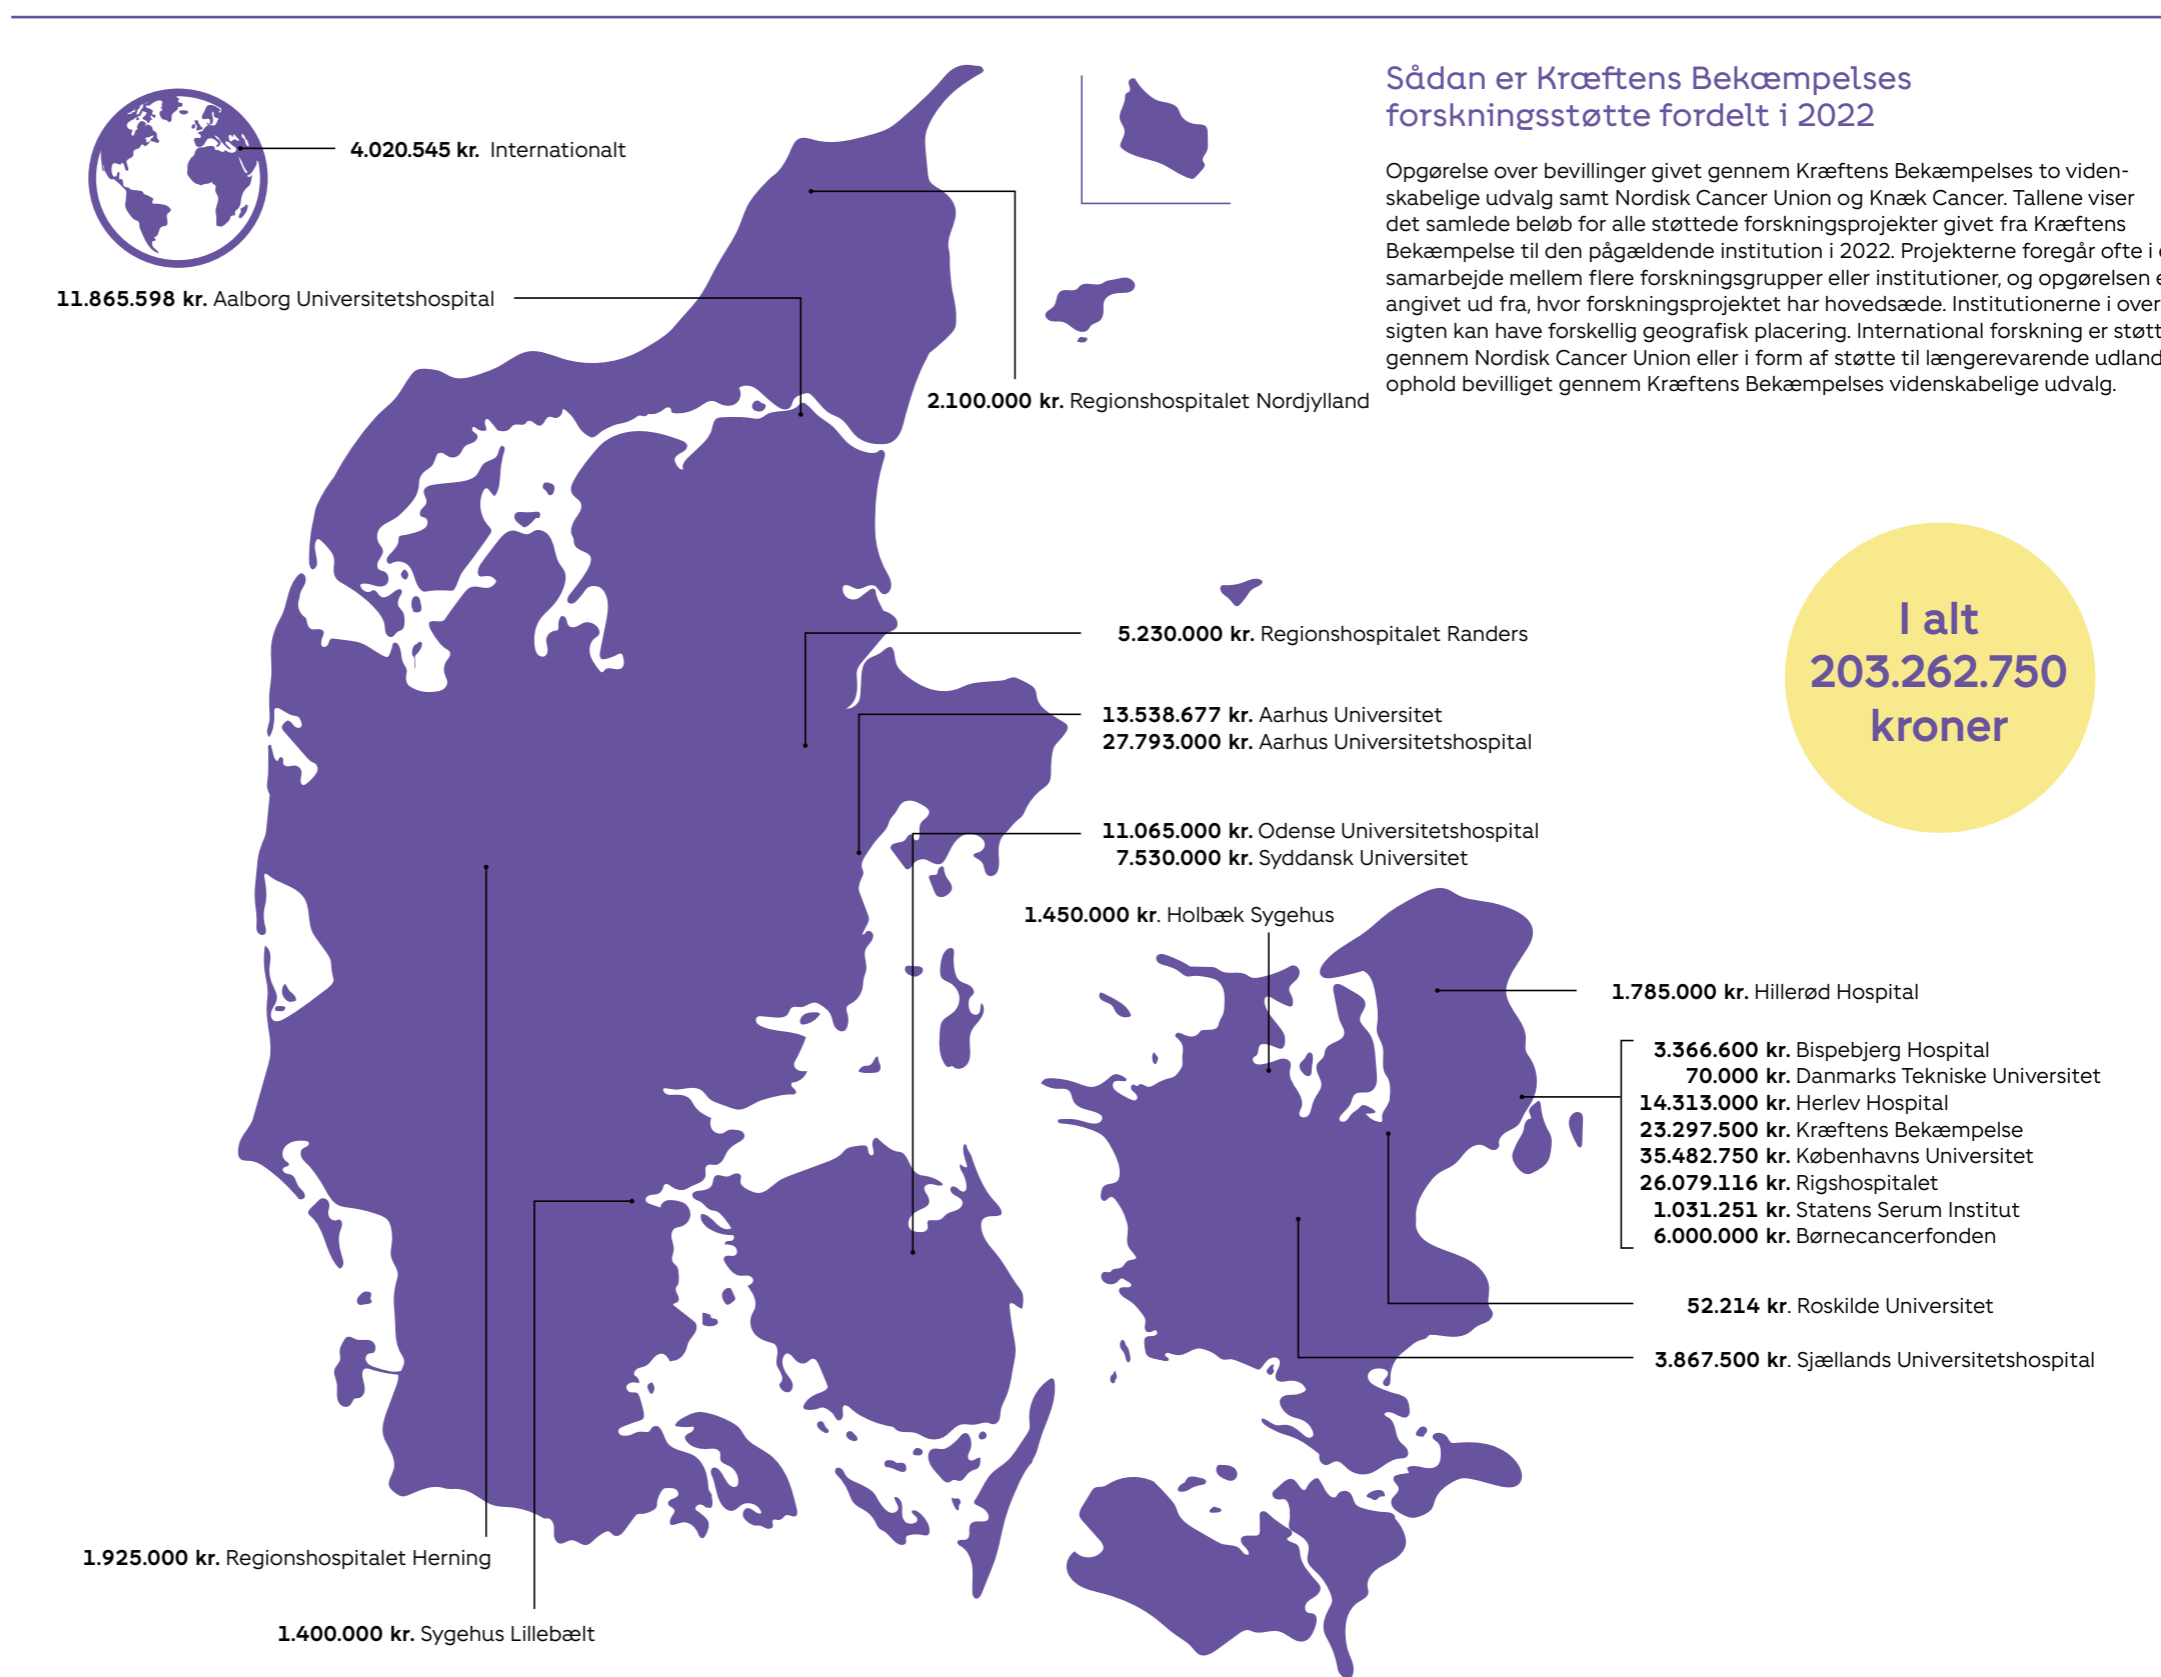 Sådan er Kræftens Bekæmpelses
forskningsstøtte fordelt i 2022
Opgørelse over bevillinger givet gennem Kræftens Bekæmpelses to viden-
skabelige udvalg samt Nordisk Cancer Union og Knæk Cancer. Tallene viser
det samlede beløb for alle støttede forskningsprojekter givet fra Kræftens
Bekæmpelse til den pågældende institution i 2022. Projekterne foregår ofte i
samarbejde mellem flere forskningsgrupper eller institutioner, og opgørelsen
angivet ud fra, hvor forskningsprojektet har hovedsæde. Institutionerne i over
sigten kan have forskellig geografisk placering. International forskning er støtt
gennem Nordisk Cancer Union eller i form af støtte til længerevarende udland
ophold bevilliget gennem Kræftens Bekæmpelses videnskabelige udvalg.
4.020.545 kr. Internationalt
11.865.598 kr. Aalborg Universitetshospital
2.100.000 kr. Regionshospitalet Nordjylland
I alt
203.262.750
kroner
5.230.000 kr. Regionshospitalet Randers
13.538.677 kr. Aarhus Universitet
27.793.000 kr. Aarhus Universitetshospital
11.065.000 kr. Odense Universitetshospital
7.530.000 kr. Syddansk Universitet
1.450.000 kr. Holbæk Sygehus
1.785.000 kr. Hillerød Hospital
3.366.600 kr. Bispebjerg Hospital
70.000 kr. Danmarks Tekniske Universitet
14.313.000 kr. Herlev Hospital
23.297.500 kr. Kræftens Bekæmpelse
35.482.750 kr. Københavns Universitet
26.079.116 kr. Rigshospitalet
1.031.251 kr. Statens Serum Institut
6.000.000 kr. Børnecancerfonden
52.214 kr. Roskilde Universitet
3.867.500 kr. Sjællands Universitetshospital
1.925.000 kr. Regionshospitalet Herning
1.400.000 kr. Sygehus Lillebælt